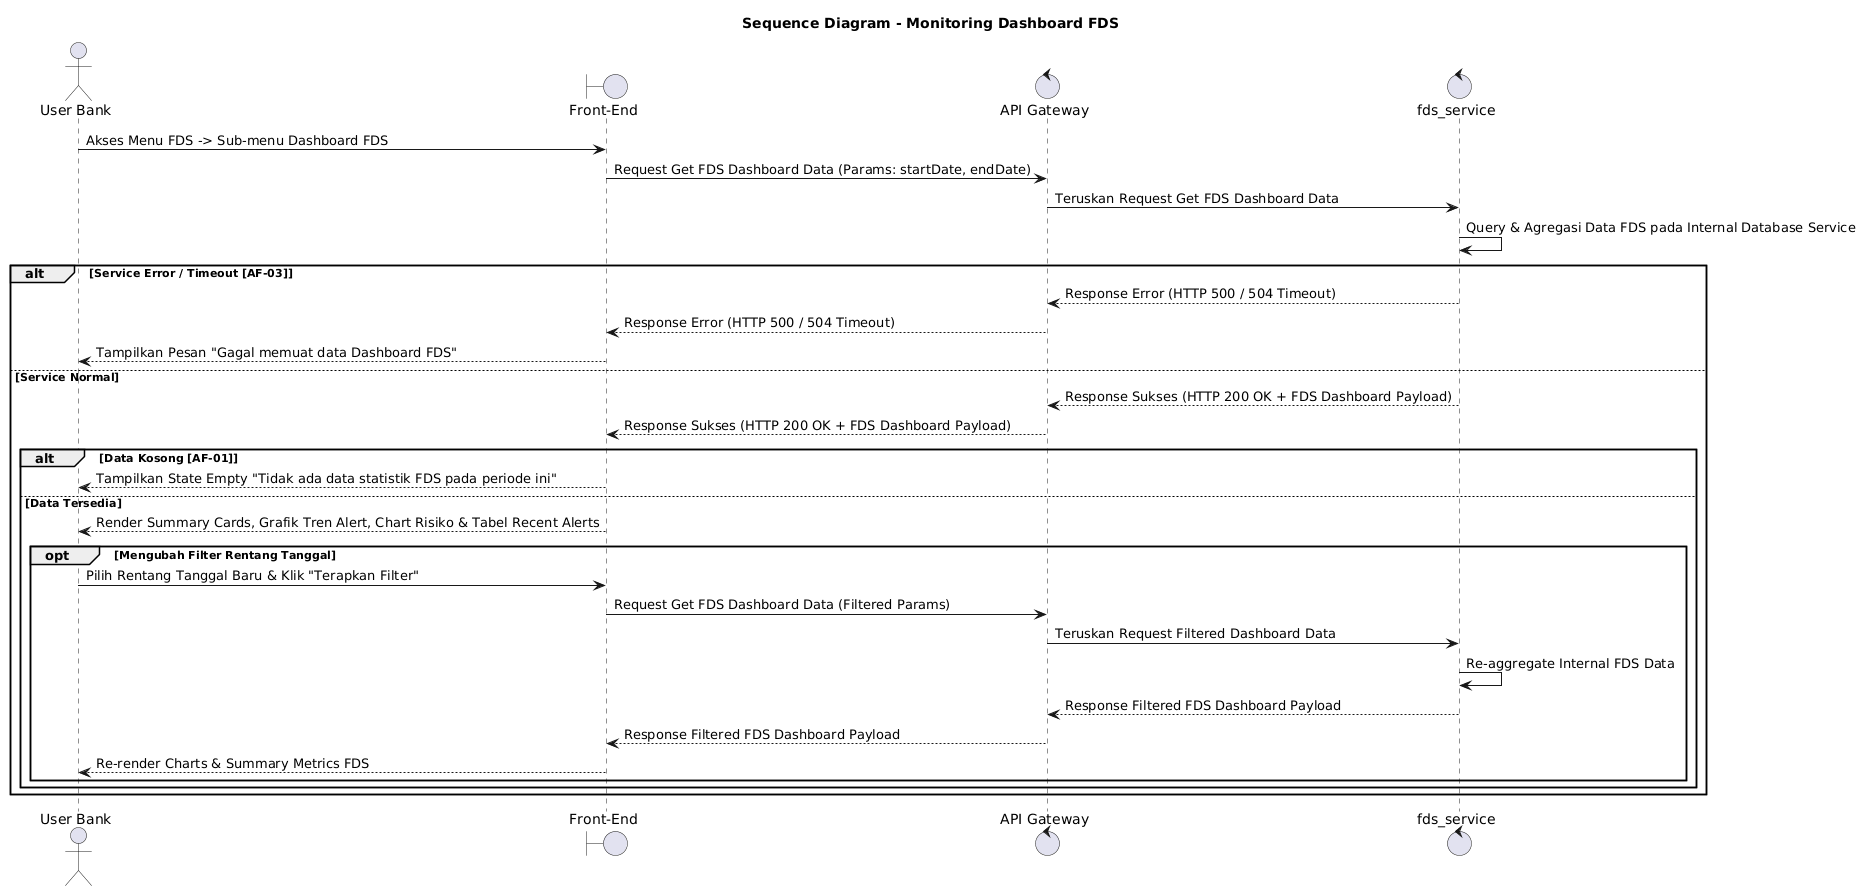 Sequence Diagram - Monitoring Dashboard FDS
User Bank
Front-End
API Gateway
fds_service
Akses Menu FDS -> Sub-menu Dashboard FDS
Request Get FDS Dashboard Data (Params: startDate, endDate)
Teruskan Request Get FDS Dashboard Data
Query & Agregasi Data FDS pada Internal Database Service
alt [Service Error / Timeout [AF-03]]
Response Error (HTTP 500 / 504 Timeout)
Response Error (HTTP 500 / 504 Timeout)
Tampilkan Pesan "Gagal memuat data Dashboard FDS"
[Service Normal]
Response Sukses (HTTP 200 OK + FDS Dashboard Payload)
Response Sukses (HTTP 200 OK + FDS Dashboard Payload)
alt [Data Kosong [AF-01]]
Tampilkan State Empty "Tidak ada data statistik FDS pada periode ini"
[Data Tersedia]
Render Summary Cards, Grafik Tren Alert, Chart Risiko & Tabel Recent Alerts
opt [Mengubah Filter Rentang Tanggal]
Pilih Rentang Tanggal Baru & Klik "Terapkan Filter"
Request Get FDS Dashboard Data (Filtered Params)
Teruskan Request Filtered Dashboard Data
Re-aggregate Internal FDS Data
Response Filtered FDS Dashboard Payload
Response Filtered FDS Dashboard Payload
Re-render Charts & Summary Metrics FDS
User Bank
Front-End
API Gateway
fds_service